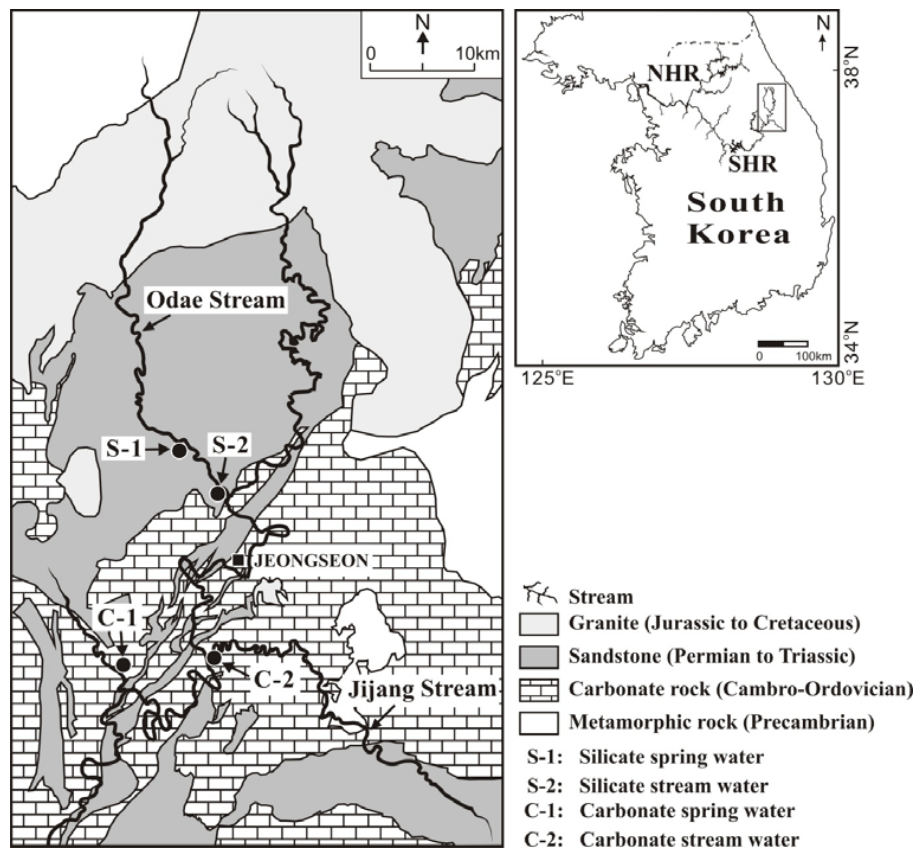 N
0 10km
Odae Stream
S-1
S-2
JEONGSEON
C-1
C-2
Jijang Stream
N
38°N
NHR
SHR
South
Korea
0 100km
34°N
125°E
130°E
Stream
Granite (Jurassic to Cretaceous)
Sandstone (Permian to Triassic)
Carbonate rock (Cambro-Ordovician)
Metamorphic rock (Precambrian)
S-1: Silicate spring water
S-2: Silicate stream water
C-1: Carbonate spring water
C-2: Carbonate stream water